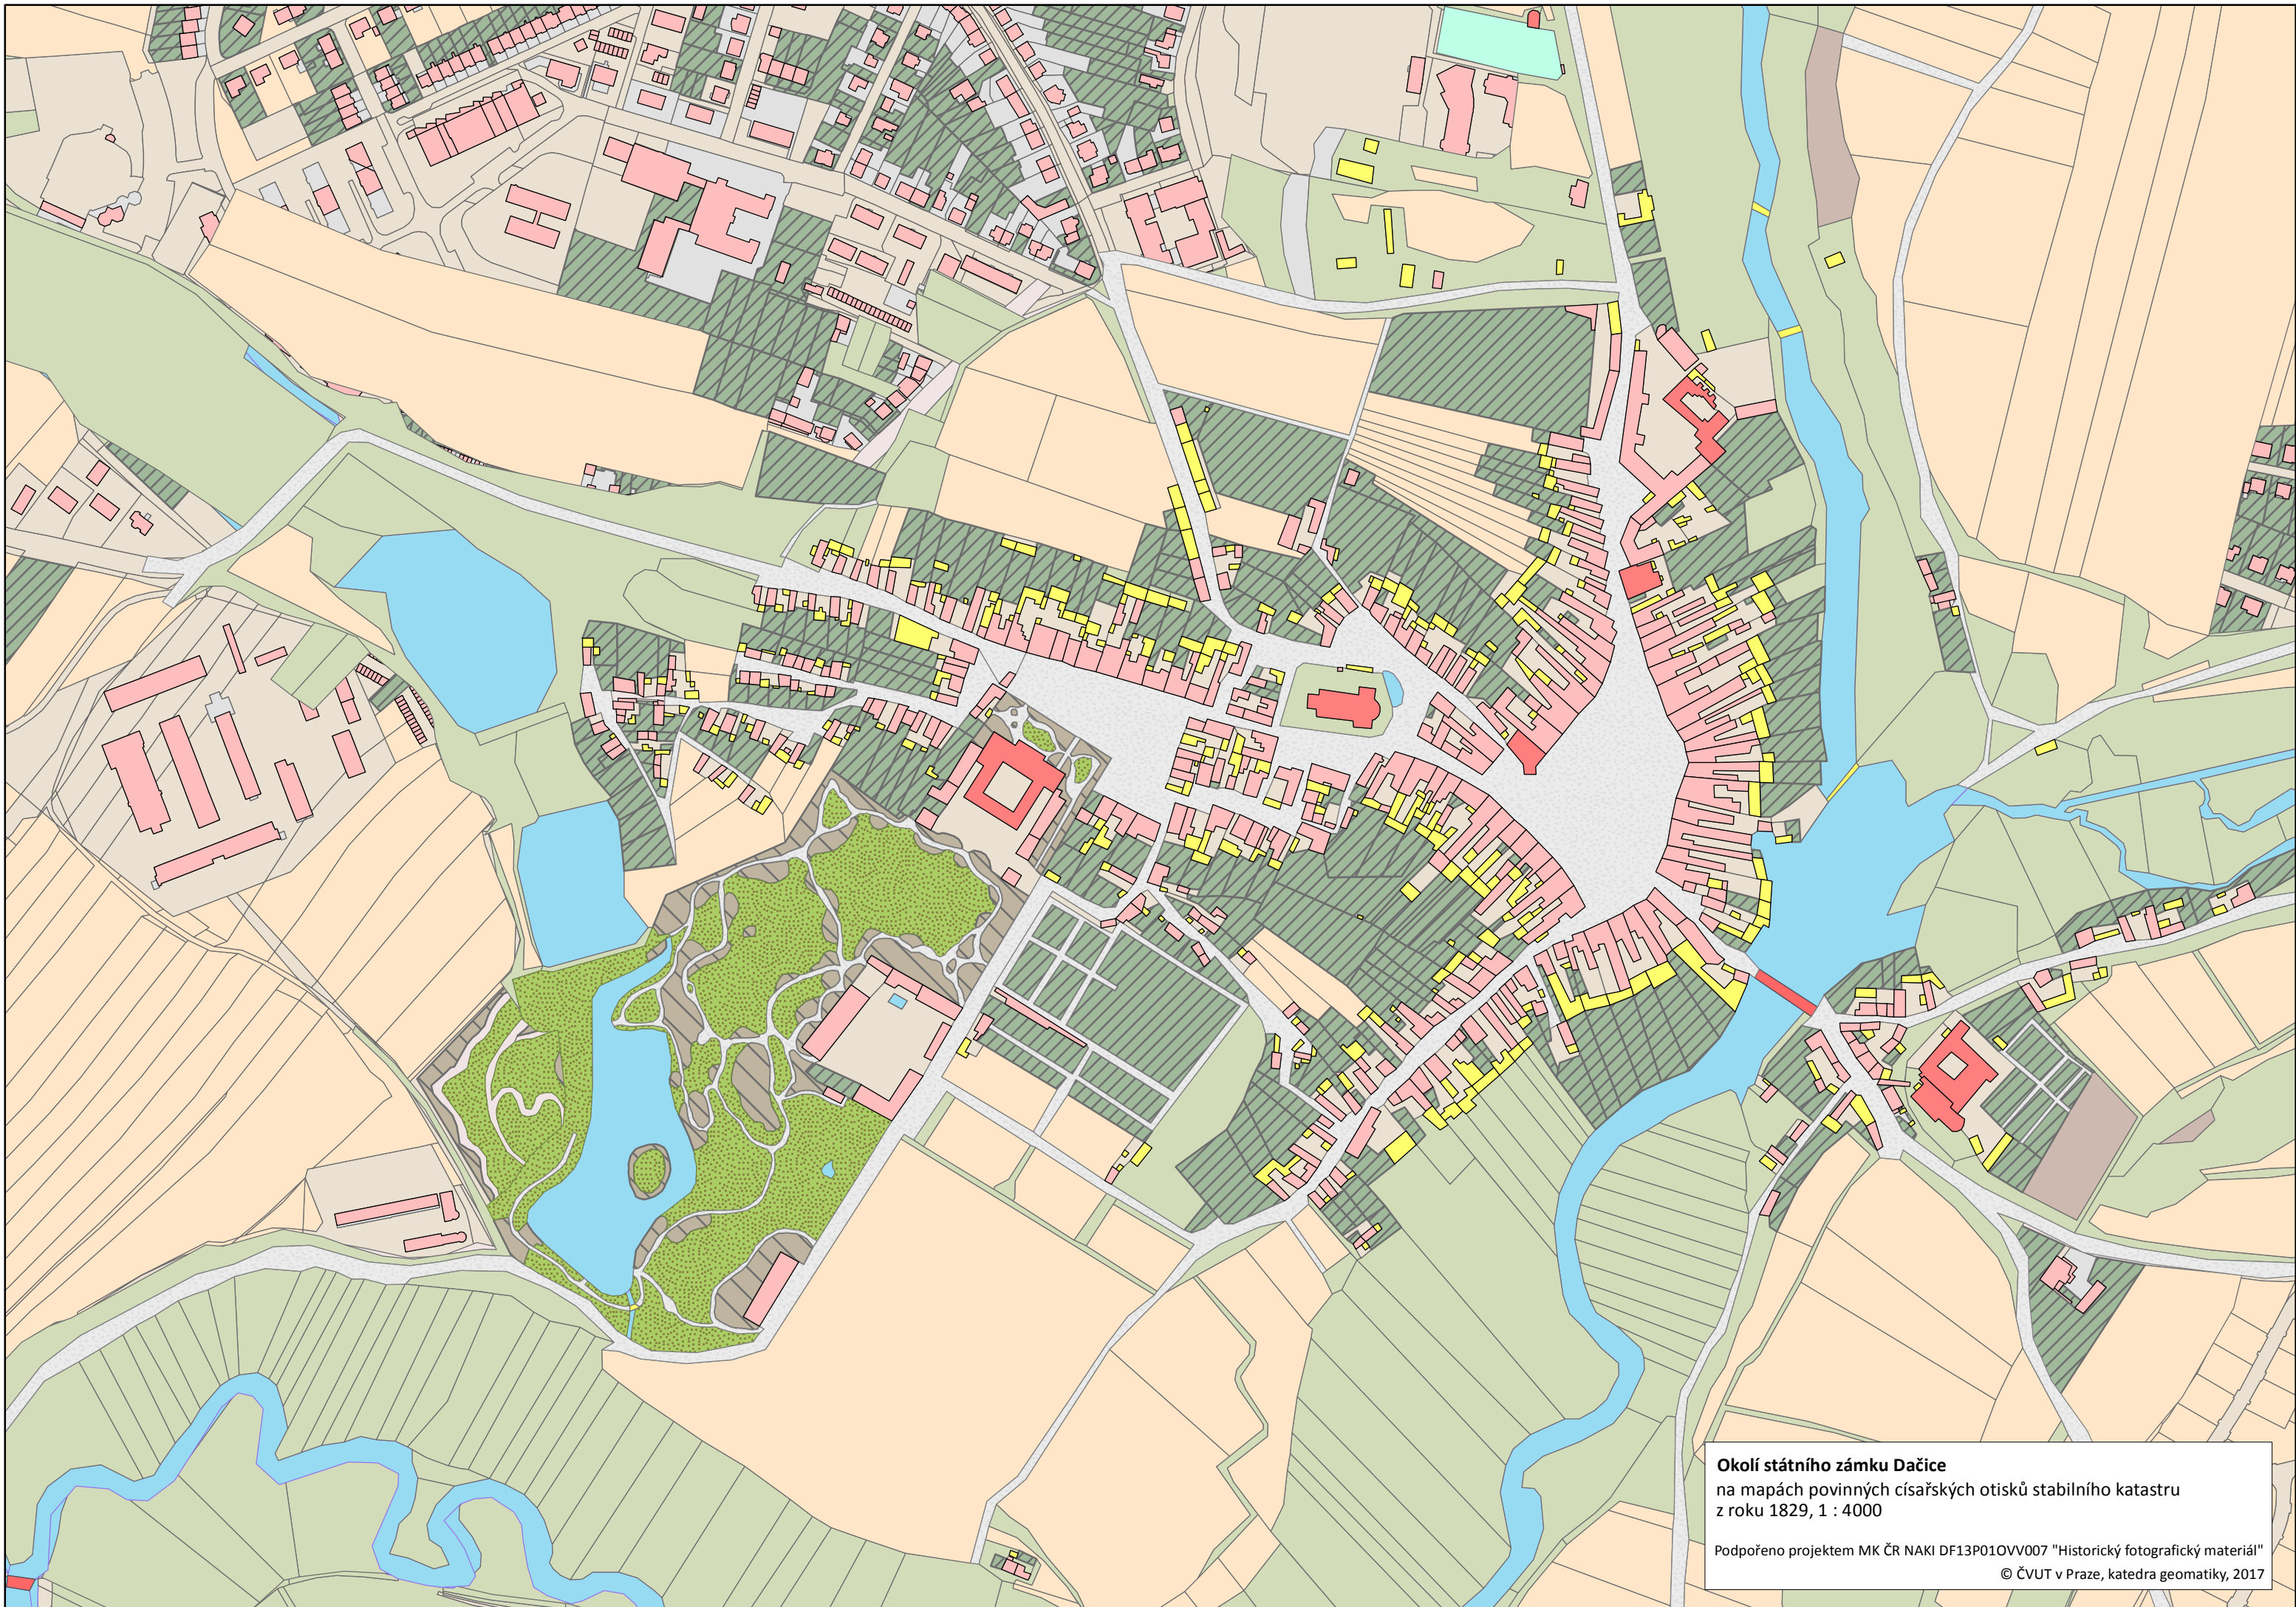 Okolí státního zámku Dačice
na mapách povinných císařských otisků stabilního katastru
z roku 1829, 1 : 4000
Podpořeno projektem MK ČR NAKI DF13P01OVV007 "Historický fotografický materiál"
© ČVUT v Praze, katedra geomatiky, 2017